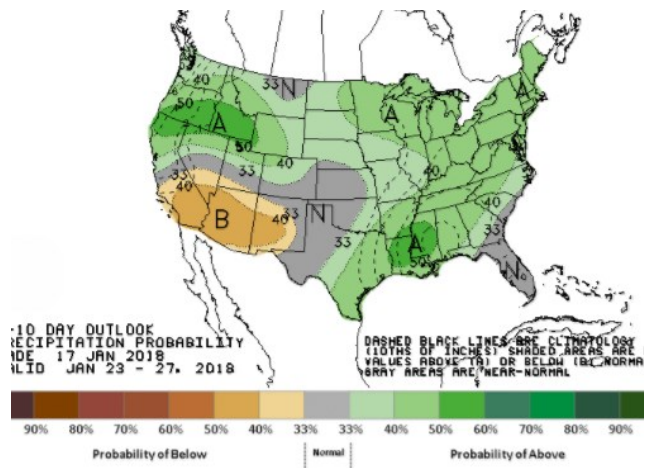 40
33 N
50
A
A
A
50
33
40
33
40
33
40
B
40 33
N
33
A
50
40
33
N
-10 DAY OUTLOOK
RECIPITATION PROBABILITY
ADE 17 JAN 2018
ALID JAN 23 - 27, 2018
DASHED BLACK LINES ARE CLIMATOLOGY
(10THS OF INCHES) SHADED AREAS ARE
VALUES ABOVE (A) OR BELOW (B) NORMA
GRAY AREAS ARE NEAR-NORMAL
90% 80% 70% 60% 50% 40% 33% 33% 40% 50% 60% 70% 80% 90%
Probability of Below Normal Probability of Above